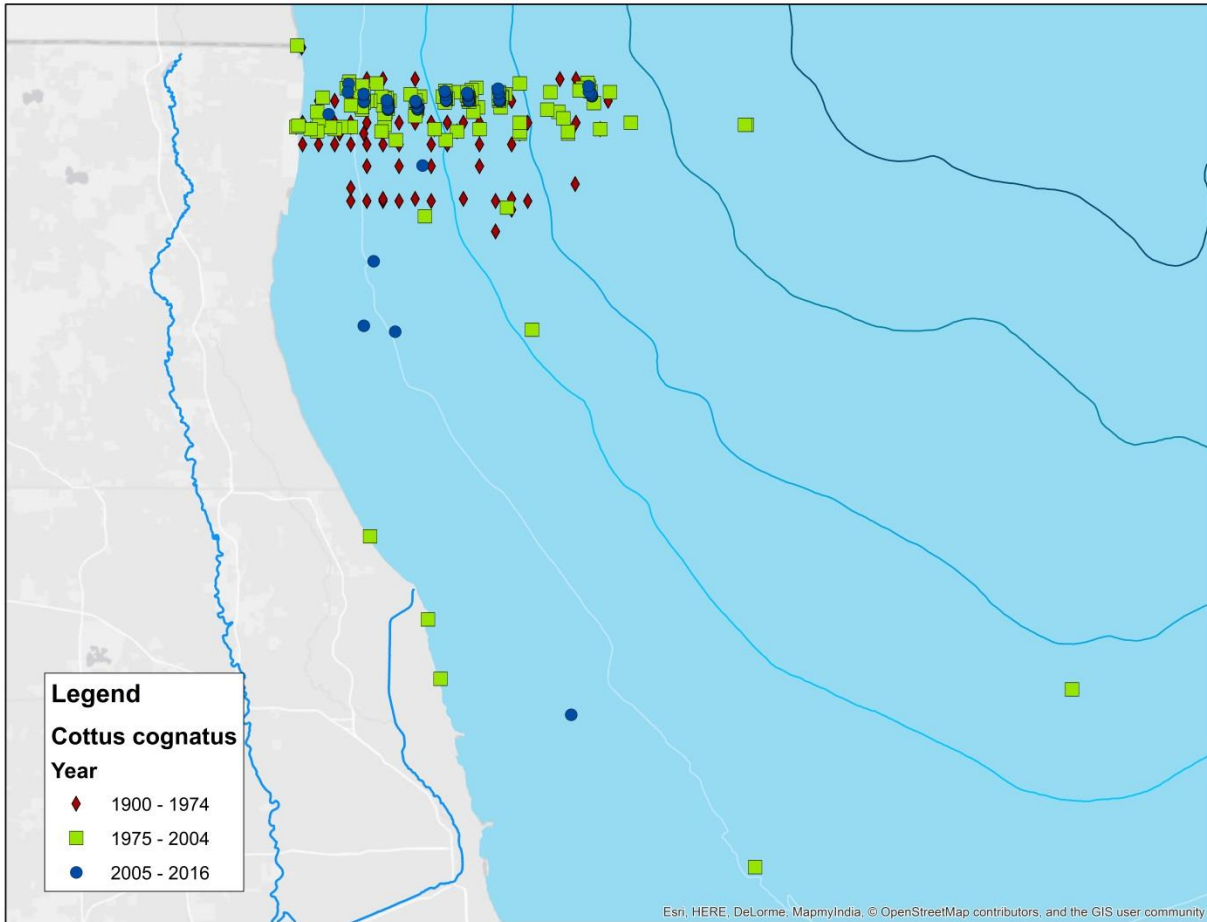 Legend
Cottus cognatus
Year
1900 - 1974
1975 - 2004
2005 - 2016
Esri, HERE, DeLorme, MapmyIndia, © OpenStreetMap contributors, and the GIS user community